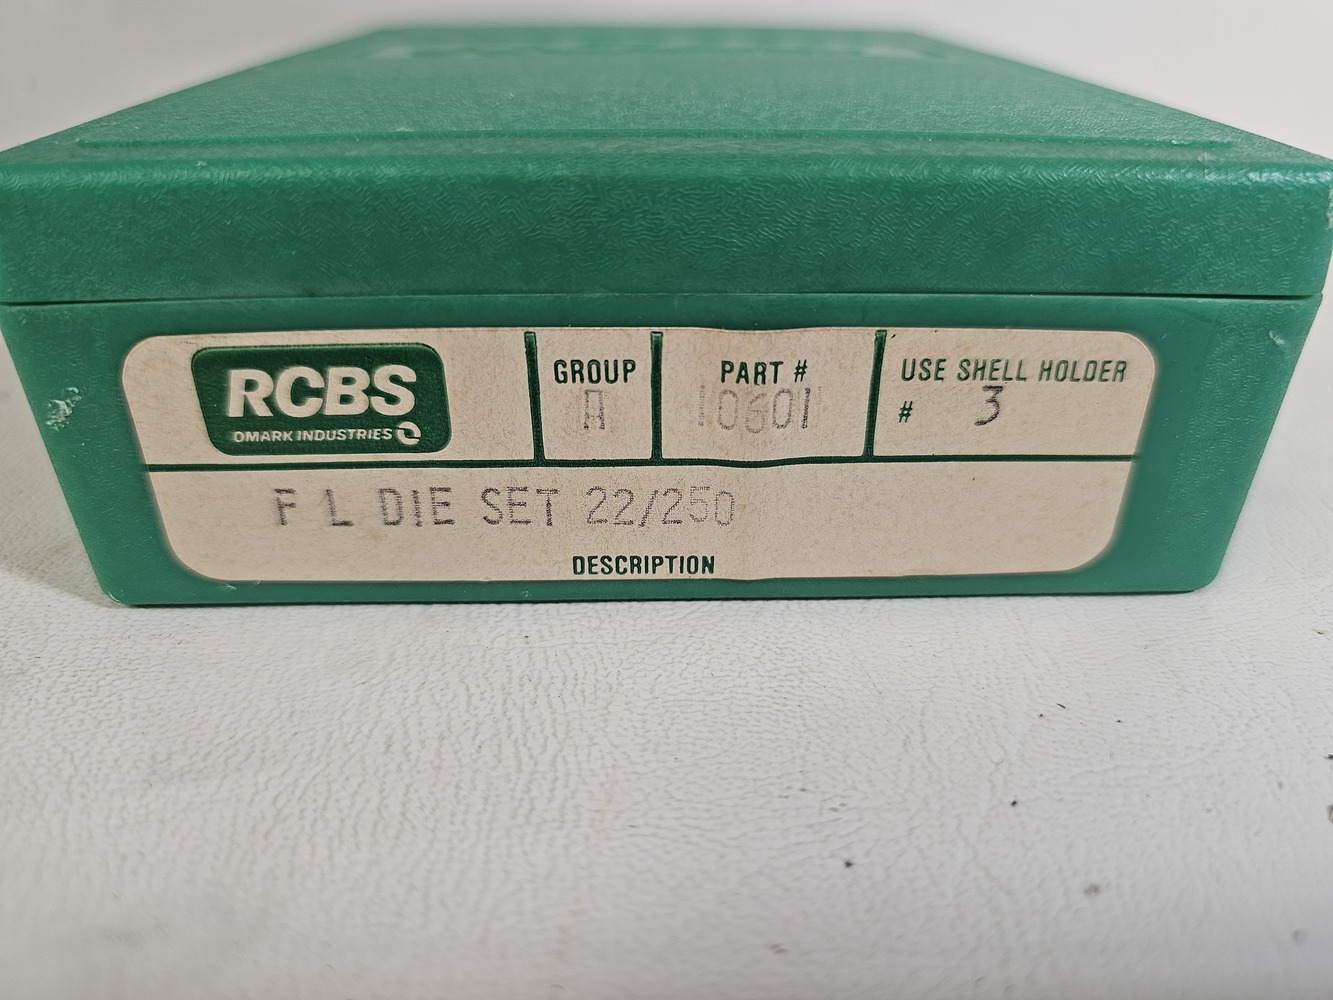 RCBS
OMARK INDUSTRIES
GROUP
A
PART #
10601
USE SHELL HOLDER
# 3
F L DIE SET 22/250
DESCRIPTION